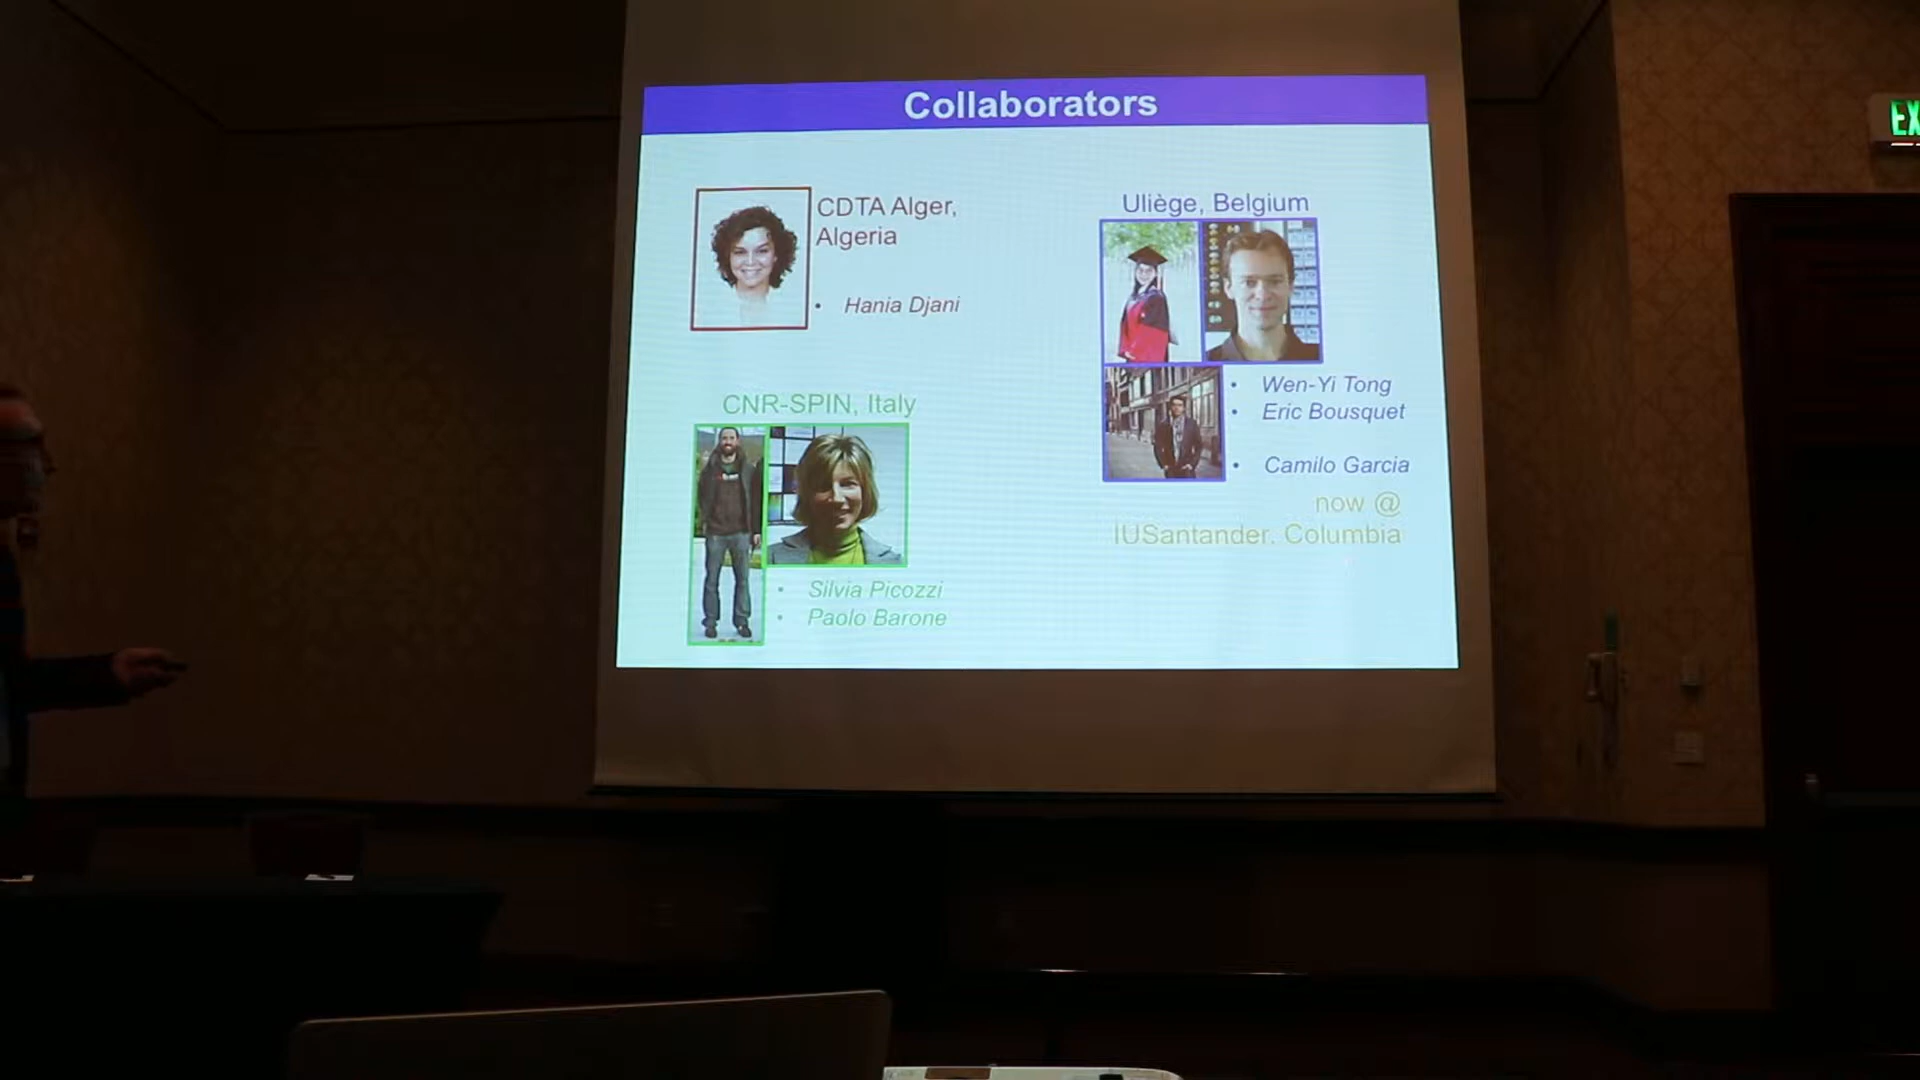 Collaborators
CDTA Alger,
Algeria
• Hania Djani
CNR-SPIN, Italy
• Silvia Picozzi
• Paolo Barone
Uliège, Belgium
• Wen-Yi Tong
• Eric Bousquet
• Camilo Garcia
now @
IUSantander, Columbia
EX